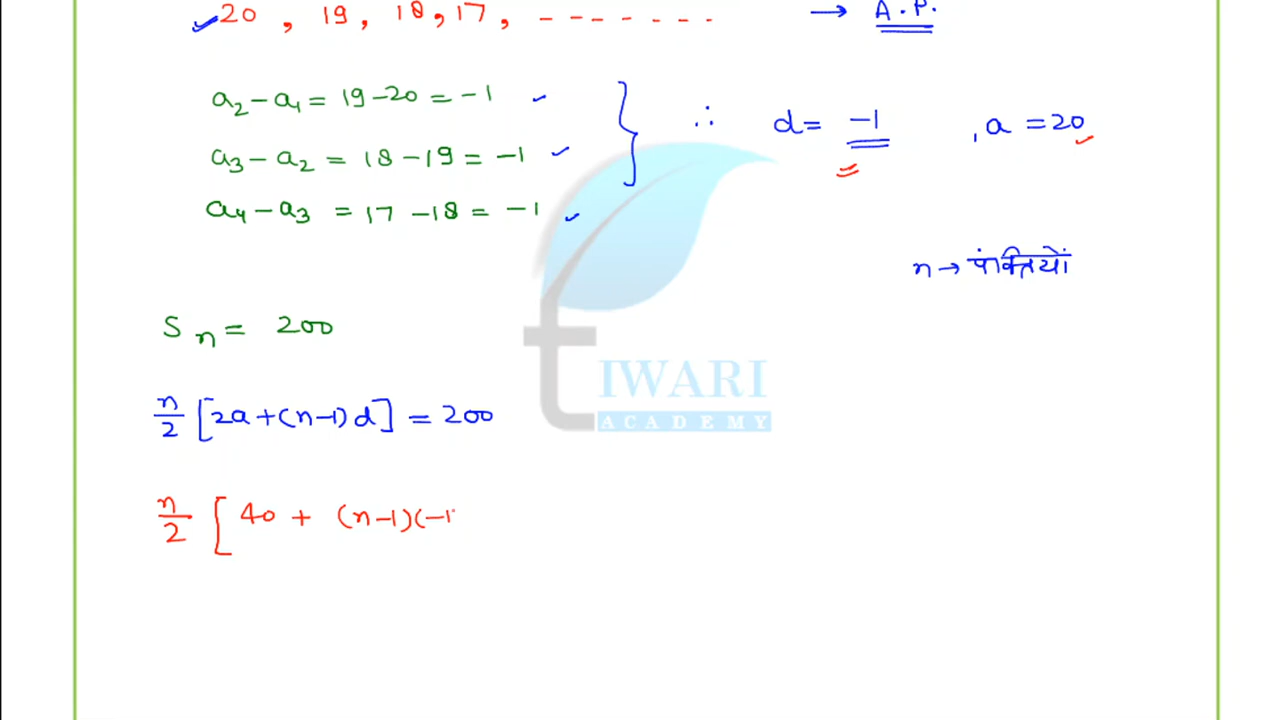 20, 19, 18, 17, -------- → A.P.
a₂ - a₁ = 19 - 20 = -1
a₃ - a₂ = 18 - 19 = -1
a₄ - a₃ = 17 - 18 = -1
∴ d = -1 , a = 20
n → पंक्तियों
Sₙ = 200
n/2 [2a + (n-1)d] = 200
n/2 [40 + (n-1)(-1
TIWARI
ACADEMY